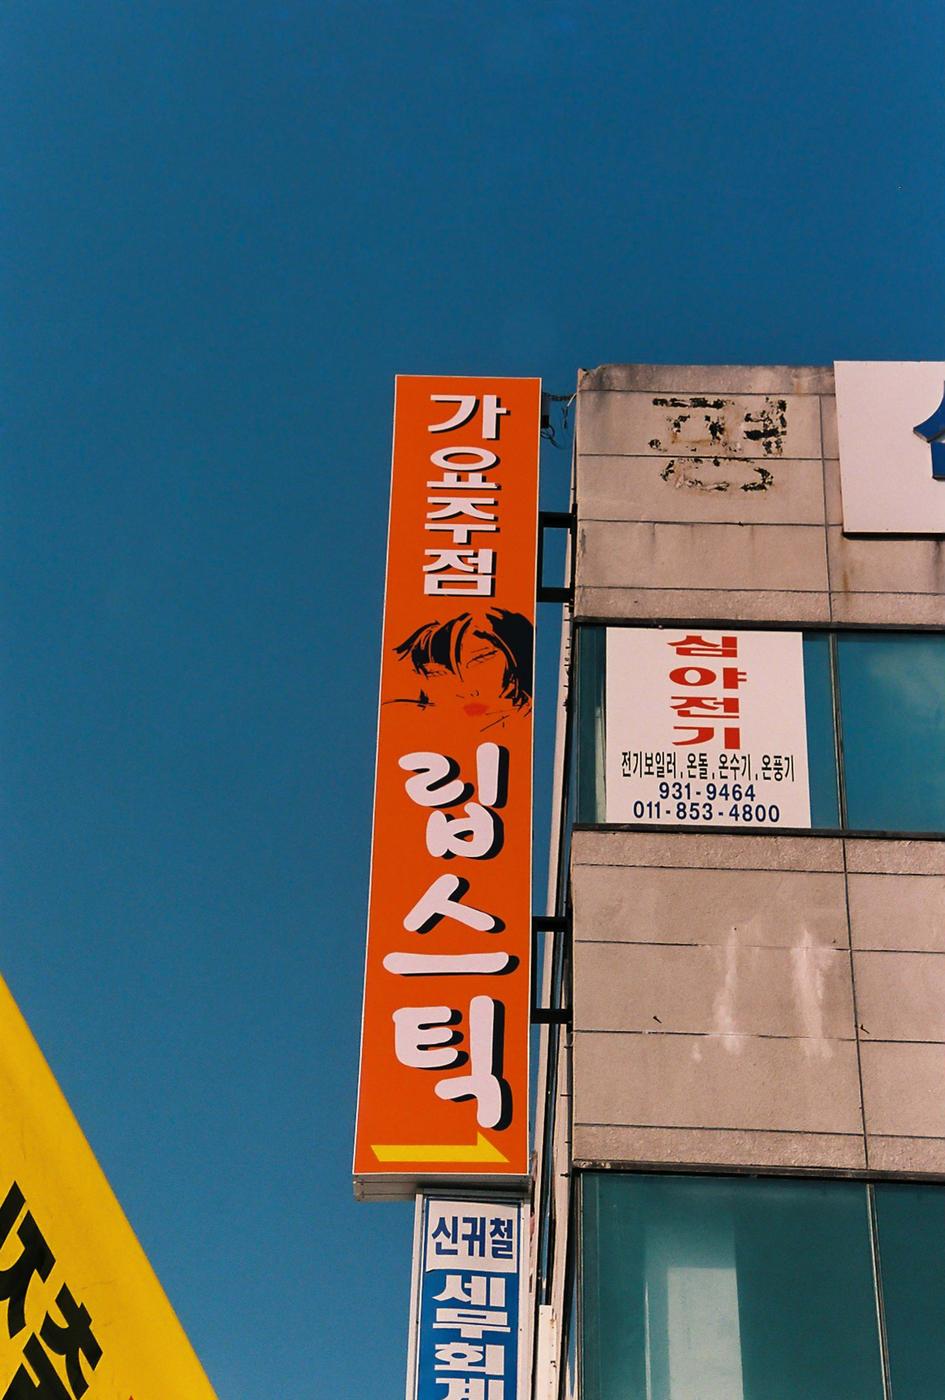 가요주점
립스틱
심야전기
전기보일러, 온돌, 온수기, 온풍기
931-9464
011-853-4800
신귀철
세무회계